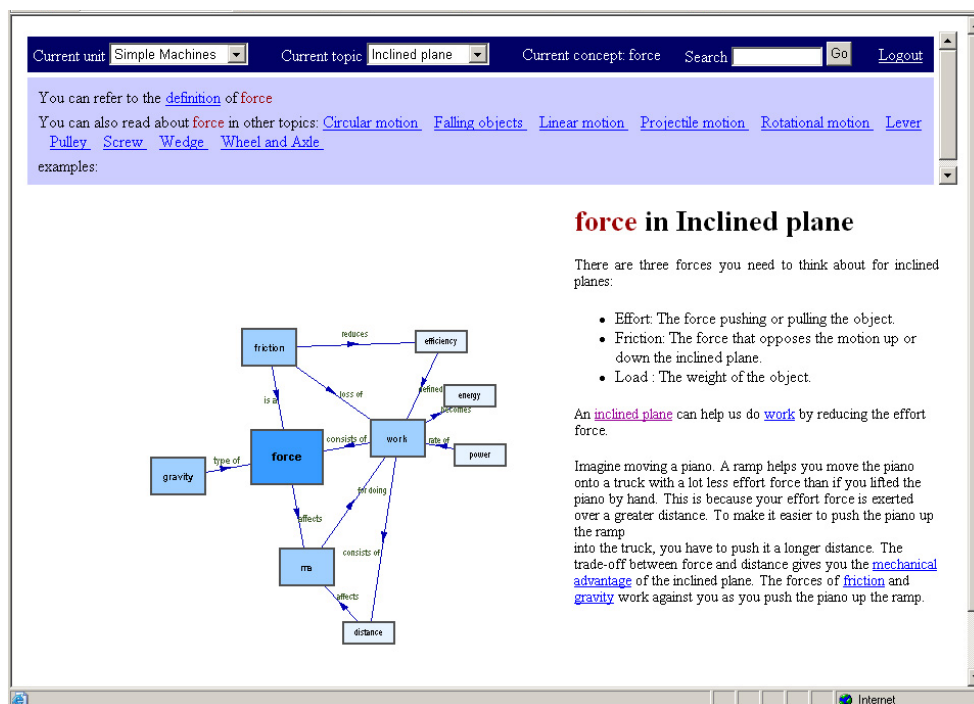 Current unit Simple Machines Current topic Inclined plane Current concept: force Search Go Logout
You can refer to the definition of force
You can also read about force in other topics: Circular motion Falling objects Linear motion Projectile motion Rotational motion Lever
Pulley Screw Wedge Wheel and Axle
examples:
force in Inclined plane
There are three forces you need to think about for inclined
planes:
• Effort: The force pushing or pulling the object.
• Friction: The force that opposes the motion up or
down the inclined plane.
• Load : The weight of the object.
An inclined plane can help us do work by reducing the effort
force.
Imagine moving a piano. A ramp helps you move the piano
onto a truck with a lot less effort force than if you lifted the
piano by hand. This is because your effort force is exerted
over a greater distance. To make it easier to push the piano up
the ramp
into the truck, you have to push it a longer distance. The
trade-off between force and distance gives you the mechanical
advantage of the inclined plane. The forces of friction and
gravity work against you as you push the piano up the ramp.
friction
reduces
efficiency
is a
loss of
defined
energy
becomes
force
consists of
work
rate of
power
gravity
type of
for doing
affects
consists of
ma
affects
distance
Internet